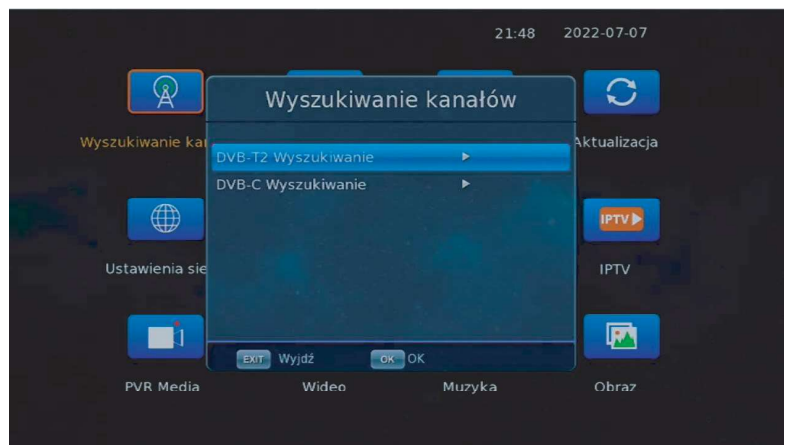 21:48 2022-07-07
Wyszukiwanie kanałów
Wyszukiwanie kan
Aktualizacja
DVB-T2 Wyszukiwanie
DVB-C Wyszukiwanie
Ustawienia sie
IPTV
IPTV
EXIT Wyjdź OK OK
PVR Media
Wideo
Muzyka
Obraz